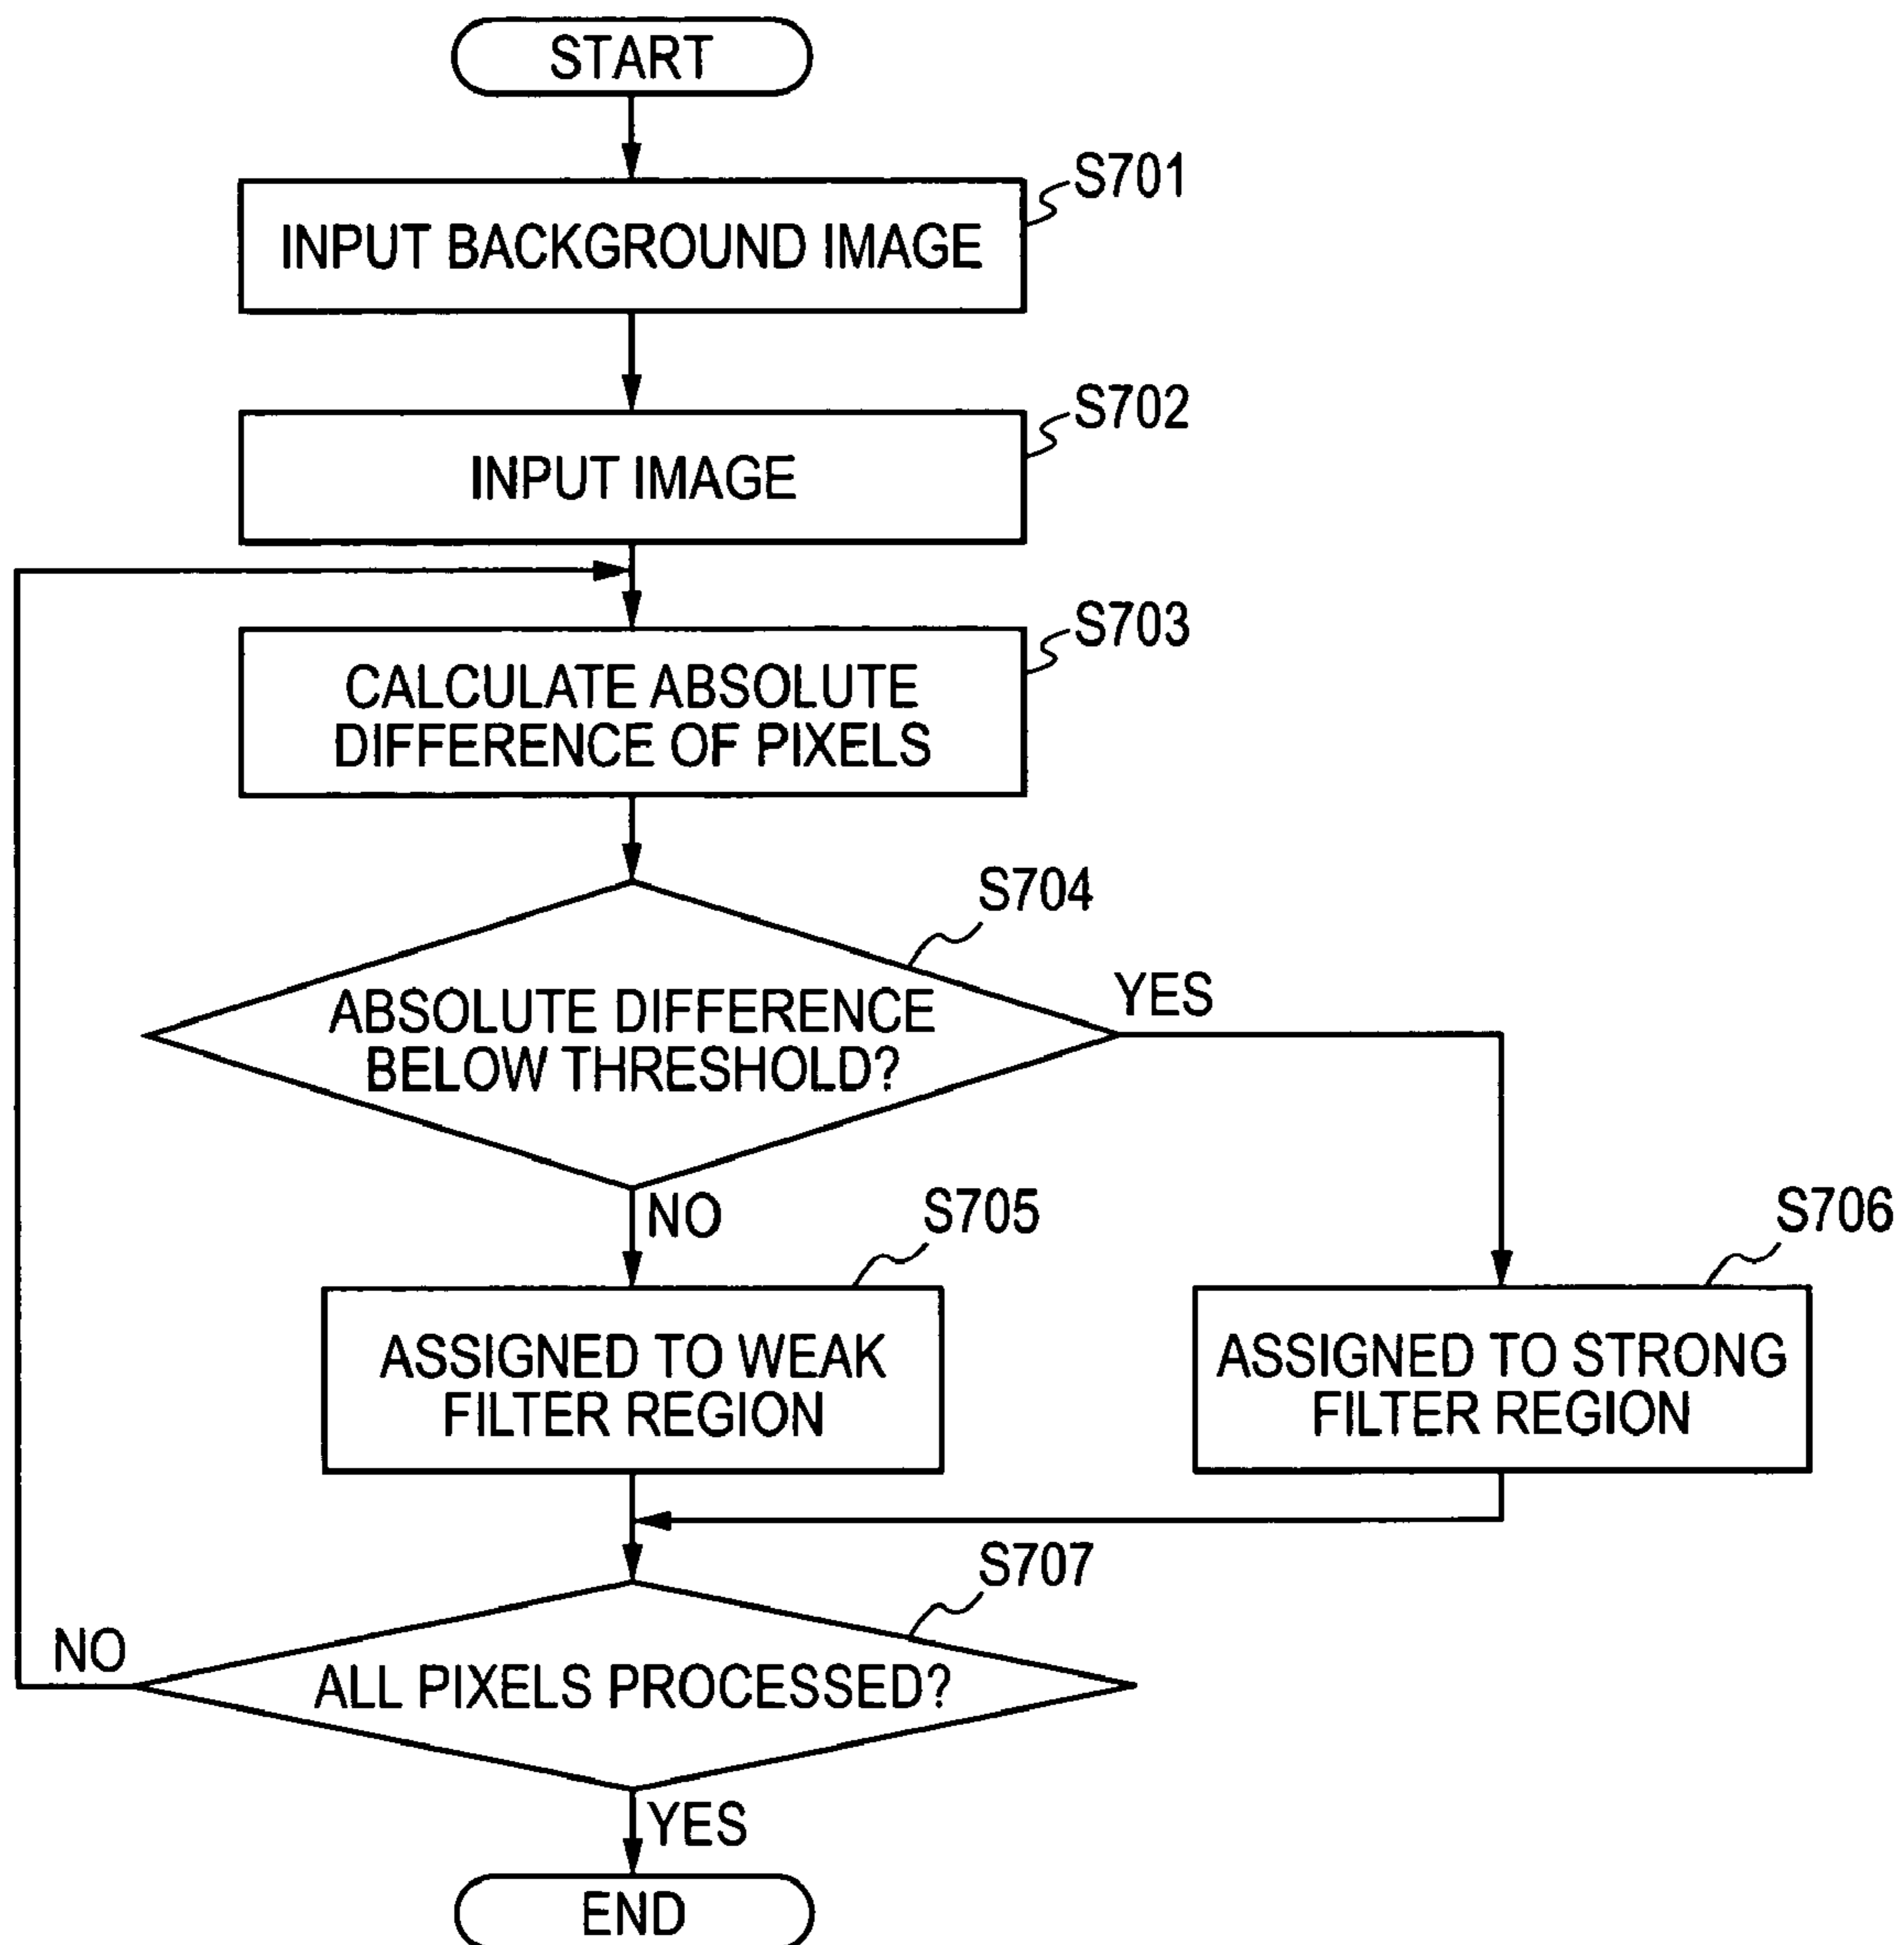 START
S701
INPUT BACKGROUND IMAGE
S702
INPUT IMAGE
S703
CALCULATE ABSOLUTE
DIFFERENCE OF PIXELS
S704
ABSOLUTE DIFFERENCE
BELOW THRESHOLD?
YES
NO
S705
S706
ASSIGNED TO WEAK
FILTER REGION
ASSIGNED TO STRONG
FILTER REGION
S707
NO
ALL PIXELS PROCESSED?
YES
END